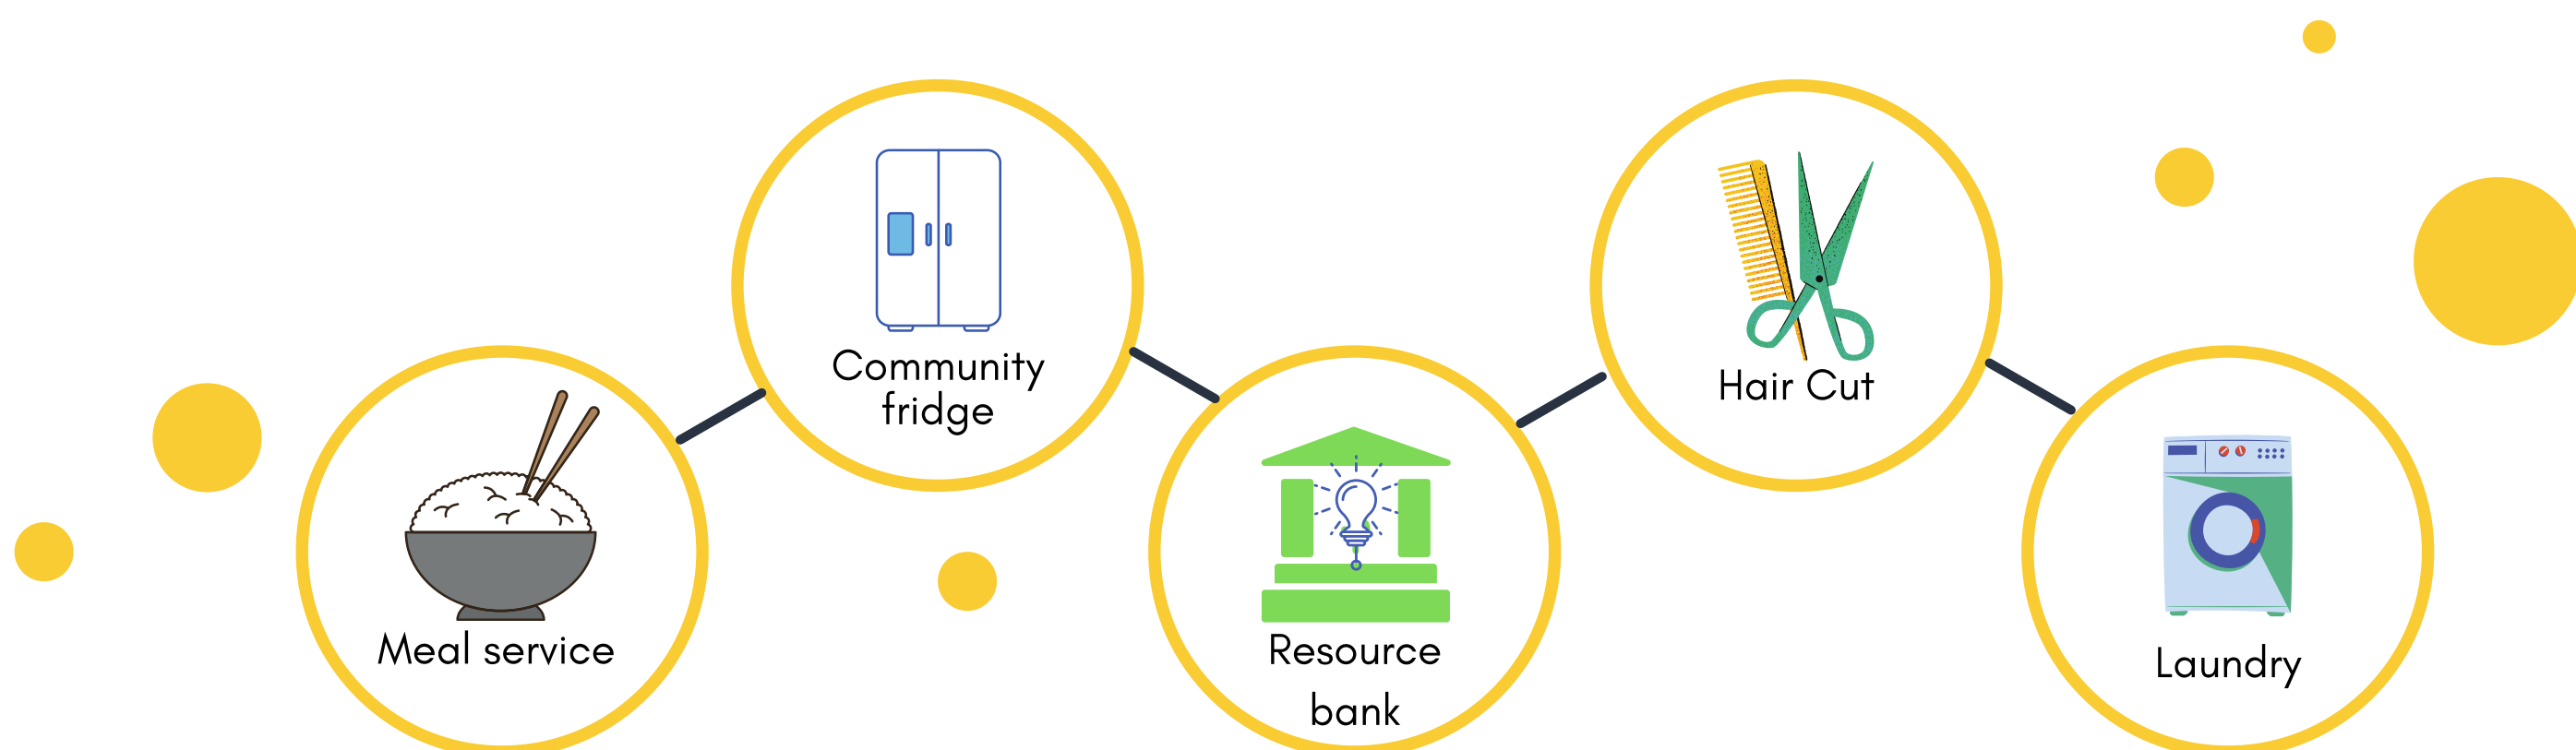 Meal service
Community
fridge
Resource
bank
Hair Cut
Laundry